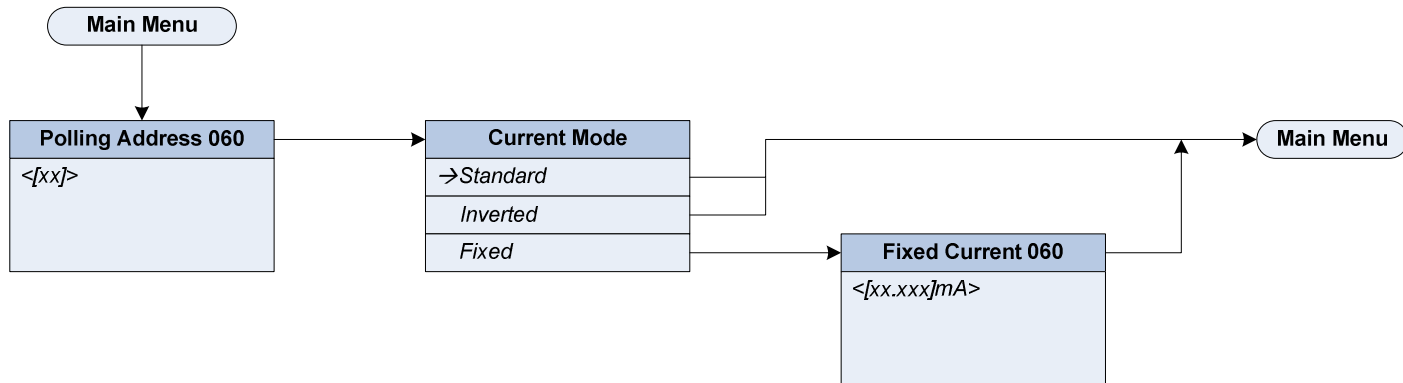 Main Menu
Polling Address 060
<[xx]>
Current Mode
→Standard
Inverted
Fixed
Fixed Current 060
<[xx.xxx]mA>
Main Menu